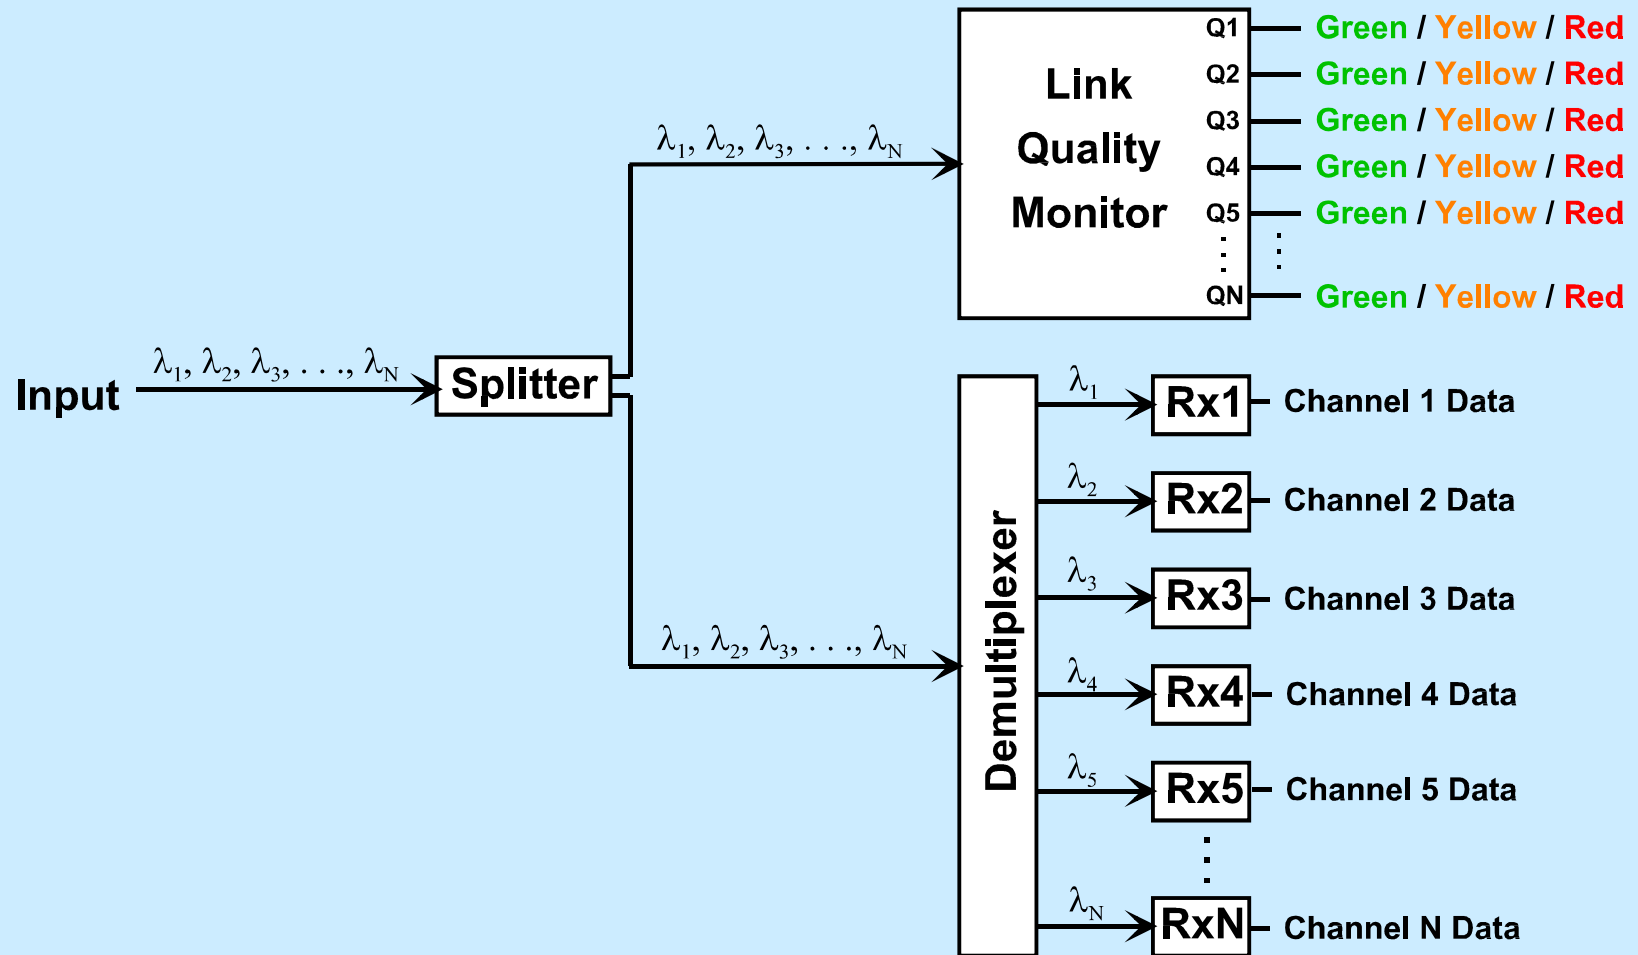 Q1 Green / Yellow / Red
Q2 Green / Yellow / Red
Q3 Green / Yellow / Red
Q4 Green / Yellow / Red
Q5 Green / Yellow / Red
QN Green / Yellow / Red
Link
Quality
Monitor
λ1, λ2, λ3, . . ., λN
Input
λ1, λ2, λ3, . . ., λN
Splitter
λ1, λ2, λ3, . . ., λN
Demultiplexer
λ1 Rx1 Channel 1 Data
λ2 Rx2 Channel 2 Data
λ3 Rx3 Channel 3 Data
λ4 Rx4 Channel 4 Data
λ5 Rx5 Channel 5 Data
λN RxN Channel N Data